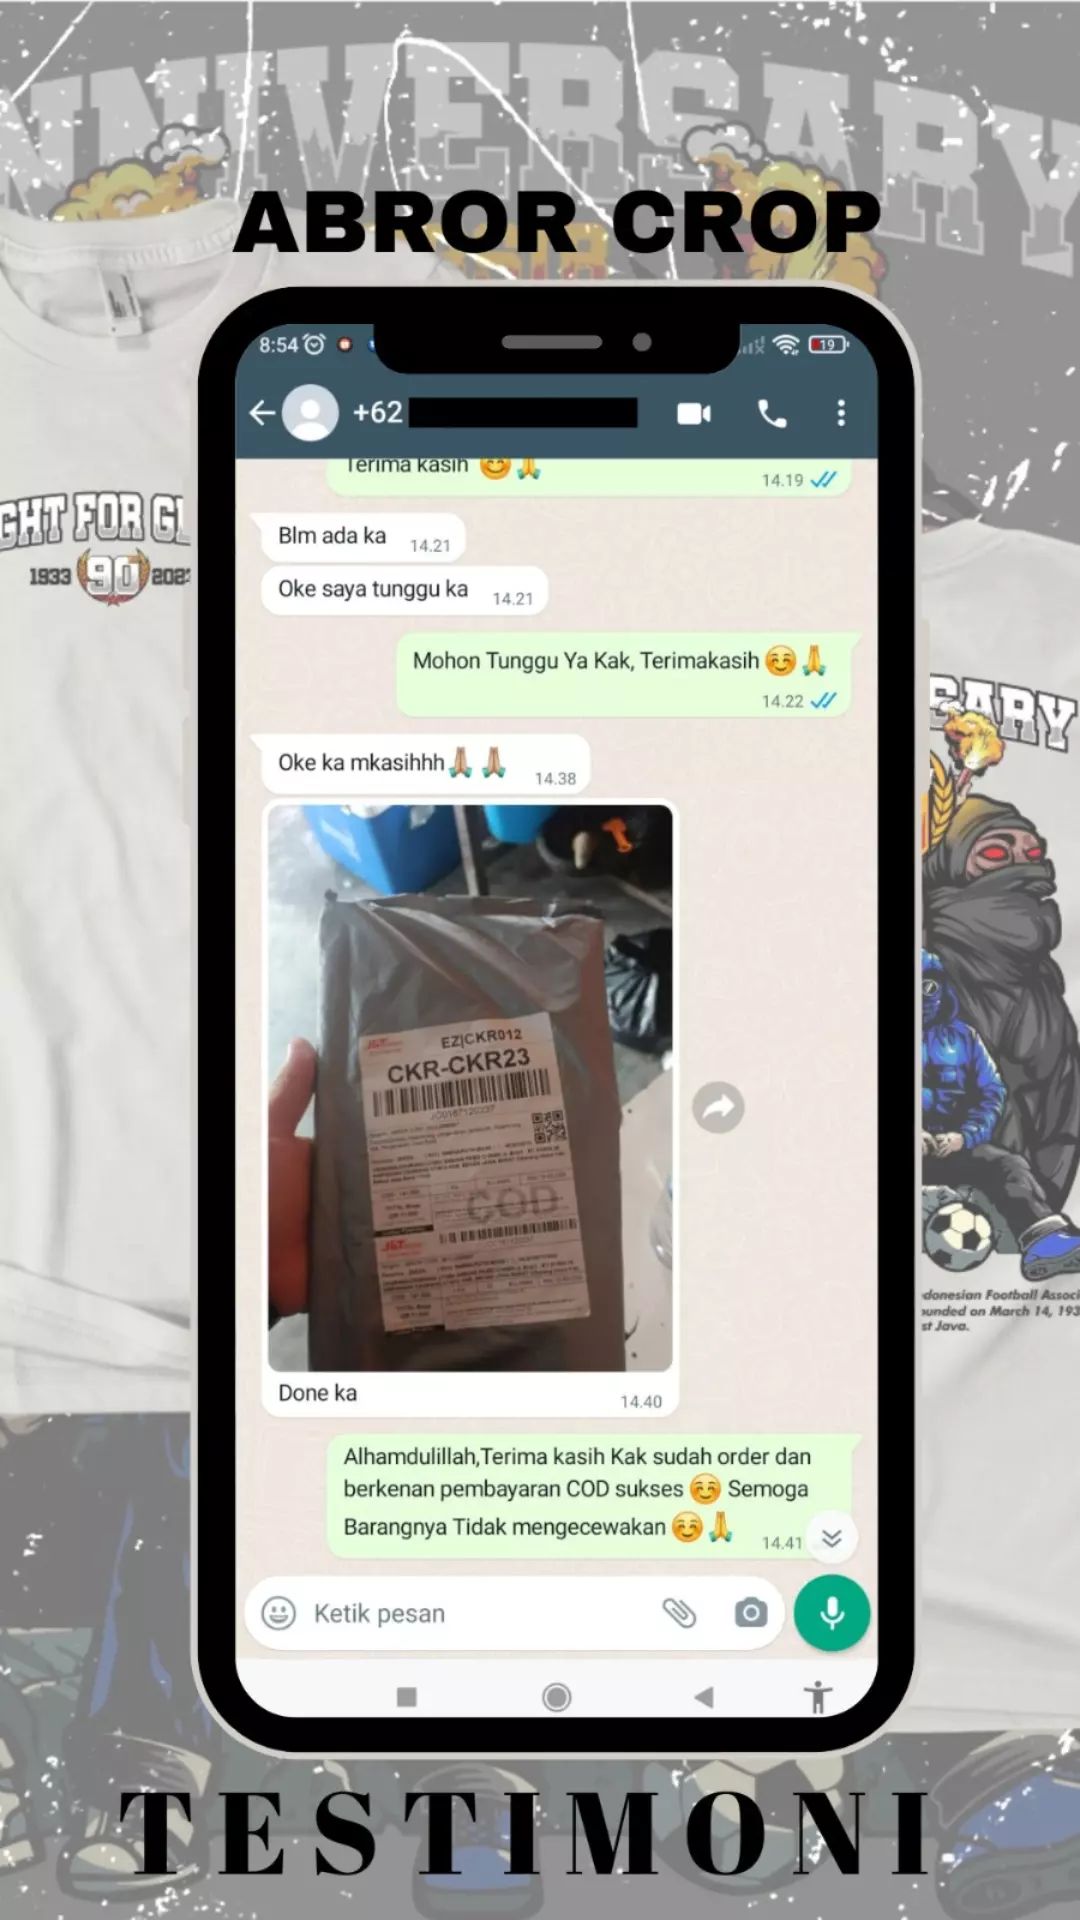 NNIVERSARY
ABROR CROP
8:54
19
+62
Terima kasih 😊🙏
14.19
Blm ada ka
14.21
Oke saya tunggu ka
14.21
Mohon Tunggu Ya Kak, Terimakasih ☺️🙏
14.22
Oke ka mkasihhh🙏🙏
14.38
GHT FOR GL
1933 90 202
SARY
J&T
EZ|CKR012
CKR-CKR23
COD
J&T
Done ka
14.40
donesian Football Associ
ounded on March 14, 193
st Java.
Alhamdulillah,Terima kasih Kak sudah order dan
berkenan pembayaran COD sukses ☺️ Semoga
Barangnya Tidak mengecewakan ☺️🙏
14.41
Ketik pesan
TESTIMONI